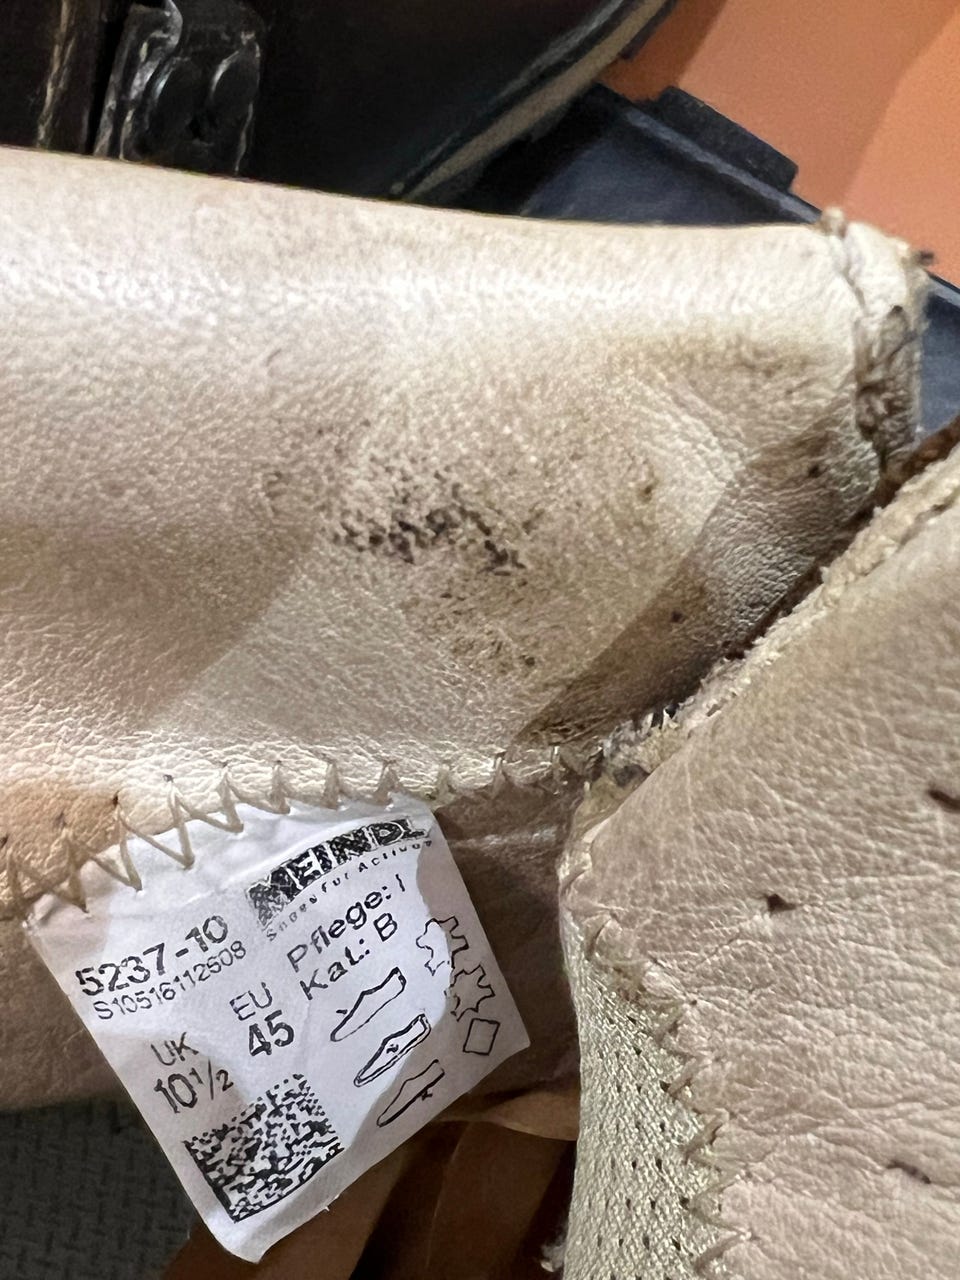 MEINDL
Shoes For Actives
5237-10
S10516112608
Pflege: I
Kat.: B
UK
10½
EU
45